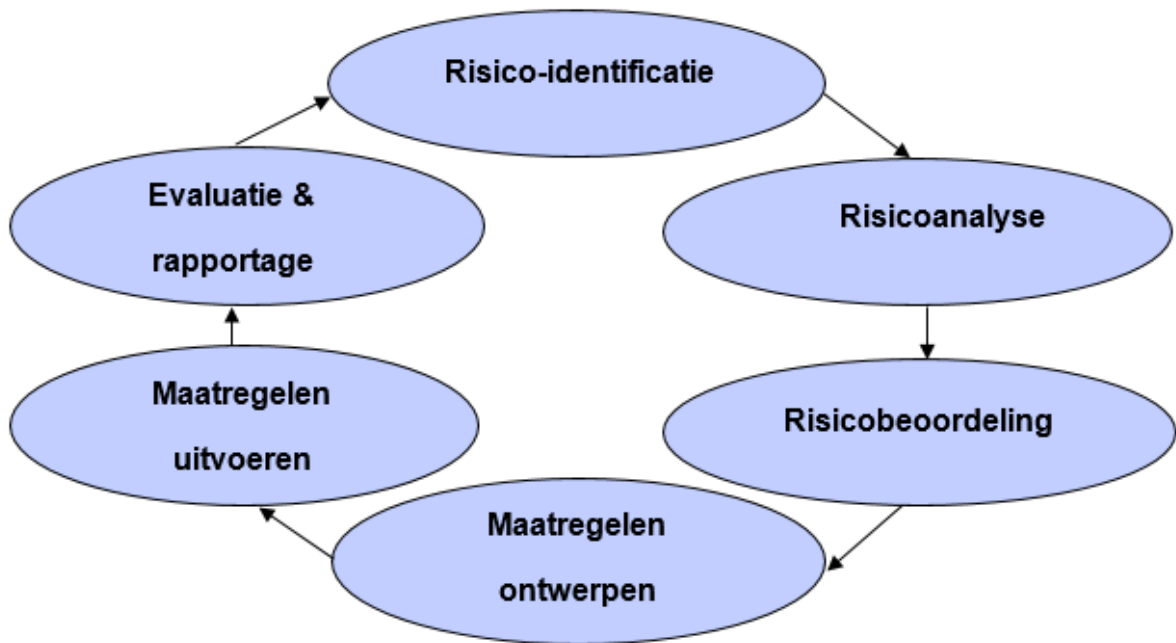 Risico-identificatie
Risicoanalyse
Risicobeoordeling
Maatregelen
ontwerpen
Maatregelen
uitvoeren
Evaluatie &
rapportage